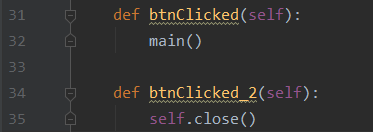 31 def btnClicked(self):
32 main()
33
34 def btnClicked_2(self):
35 self.close()